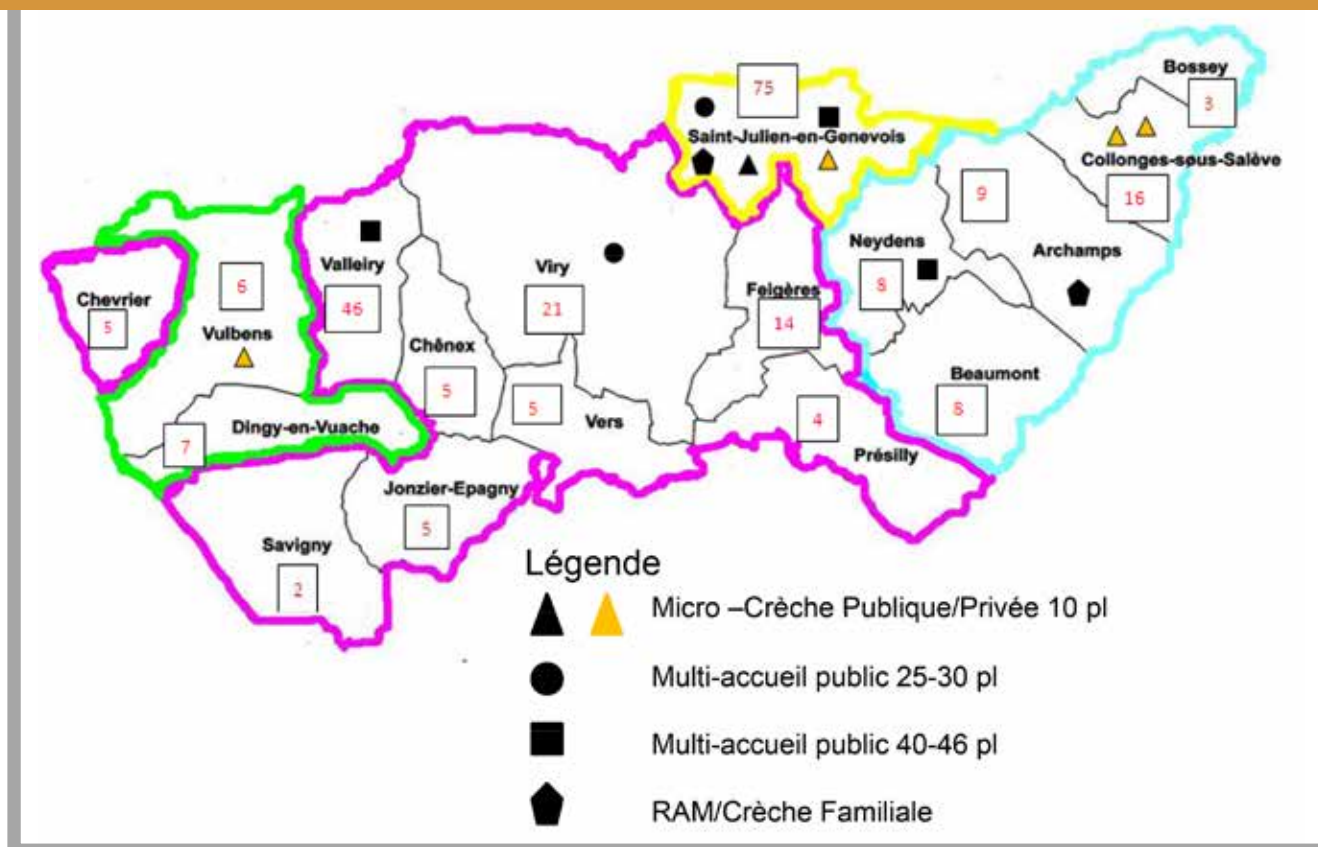 Bossey
3
75
Saint-Julien-en-Genevois
Collonges-søus-Salève
16
9
Archamps
Neydens
8
Valleiry
46
Viry
21
Feigères
14
Chevrier
5
6
Vulbens
Chênex
5
5
Vers
Beaumont
8
4
Présilly
Dingy-en-Vuache
7
Jonzier-Epagny
5
Savigny
2
Légende
Micro –Crèche Publique/Privée 10 pl
Multi-accueil public 25-30 pl
Multi-accueil public 40-46 pl
RAM/Crèche Familiale